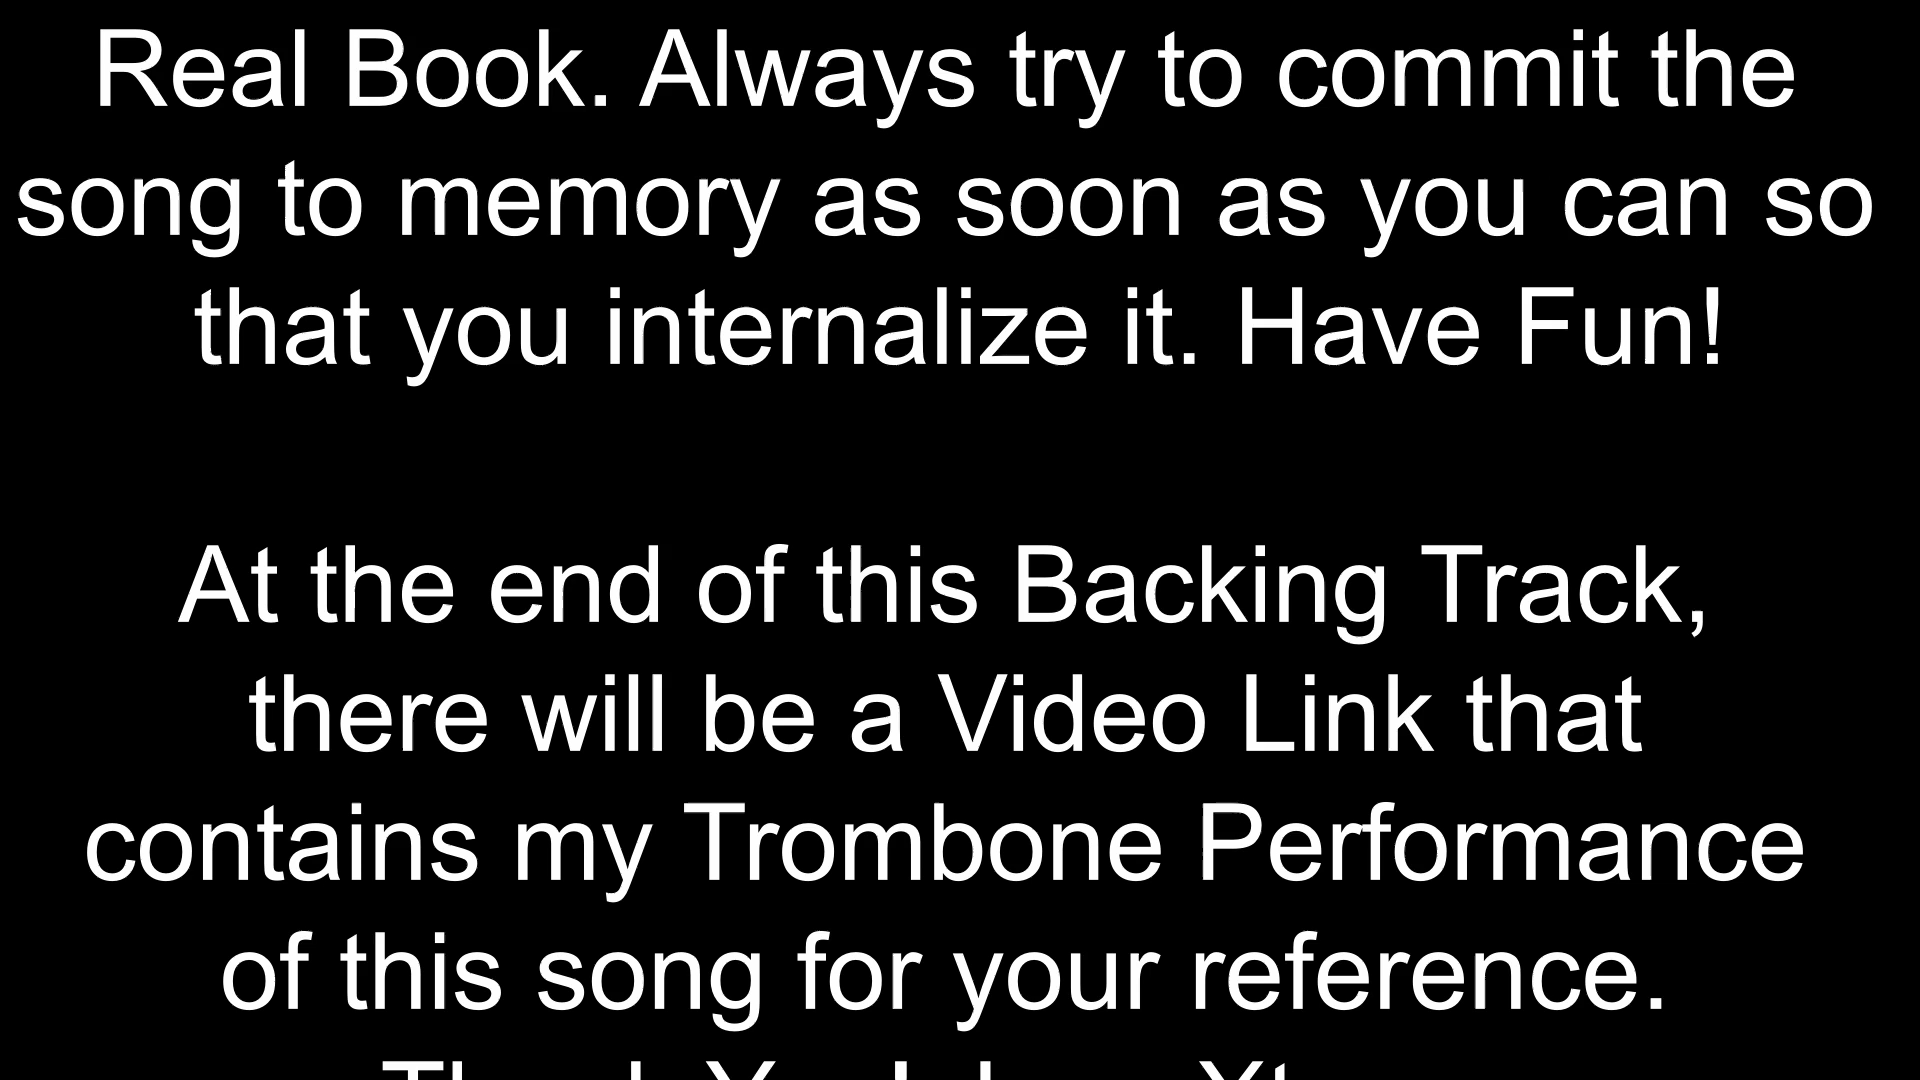 Real Book. Always try to commit the
song to memory as soon as you can so
that you internalize it. Have Fun!
At the end of this Backing Track,
there will be a Video Link that
contains my Trombone Performance
of this song for your reference.